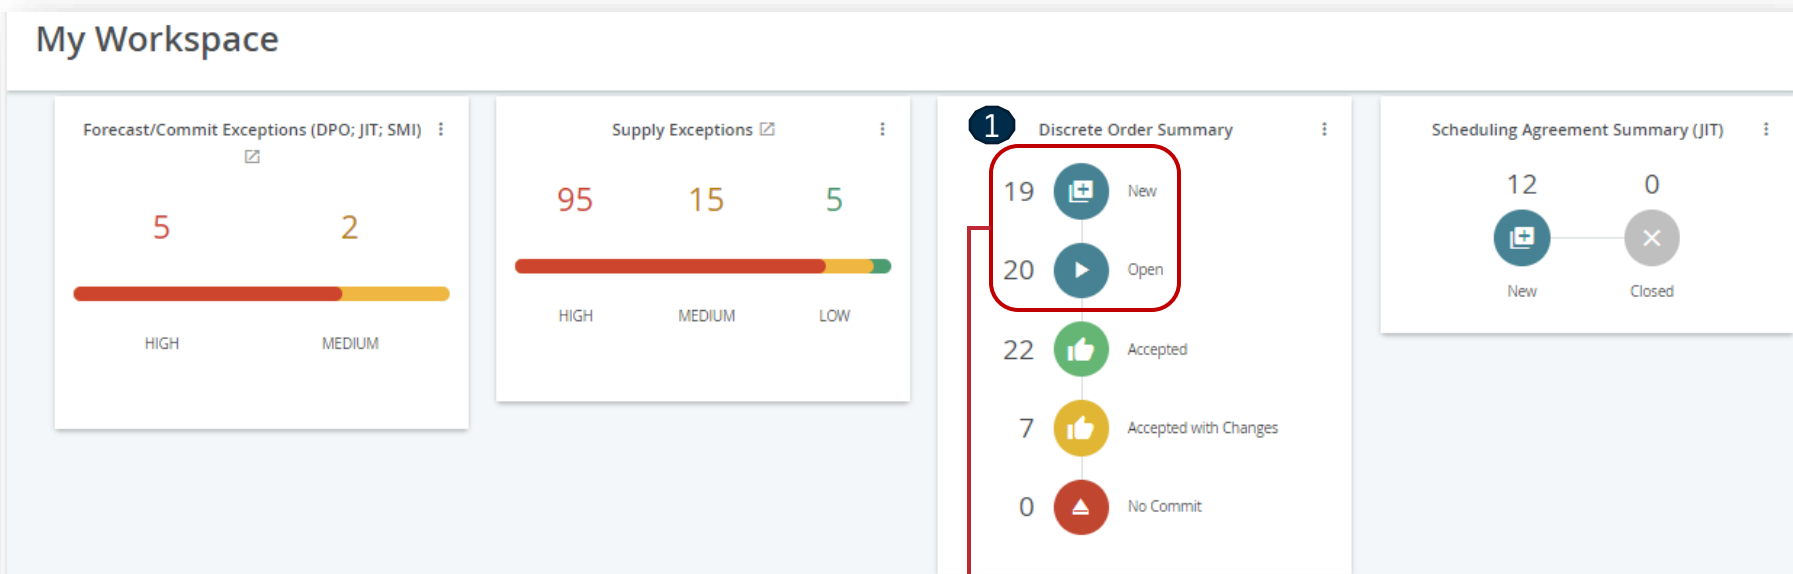 My Workspace
Forecast/Commit Exceptions (DPO; JIT; SMI)
5
2
HIGH
MEDIUM
Supply Exceptions
95
15
5
HIGH
MEDIUM
LOW
1
Discrete Order Summary
19 New
20 Open
22 Accepted
7 Accepted with Changes
0 No Commit
Scheduling Agreement Summary (JIT)
12
0
New
Closed